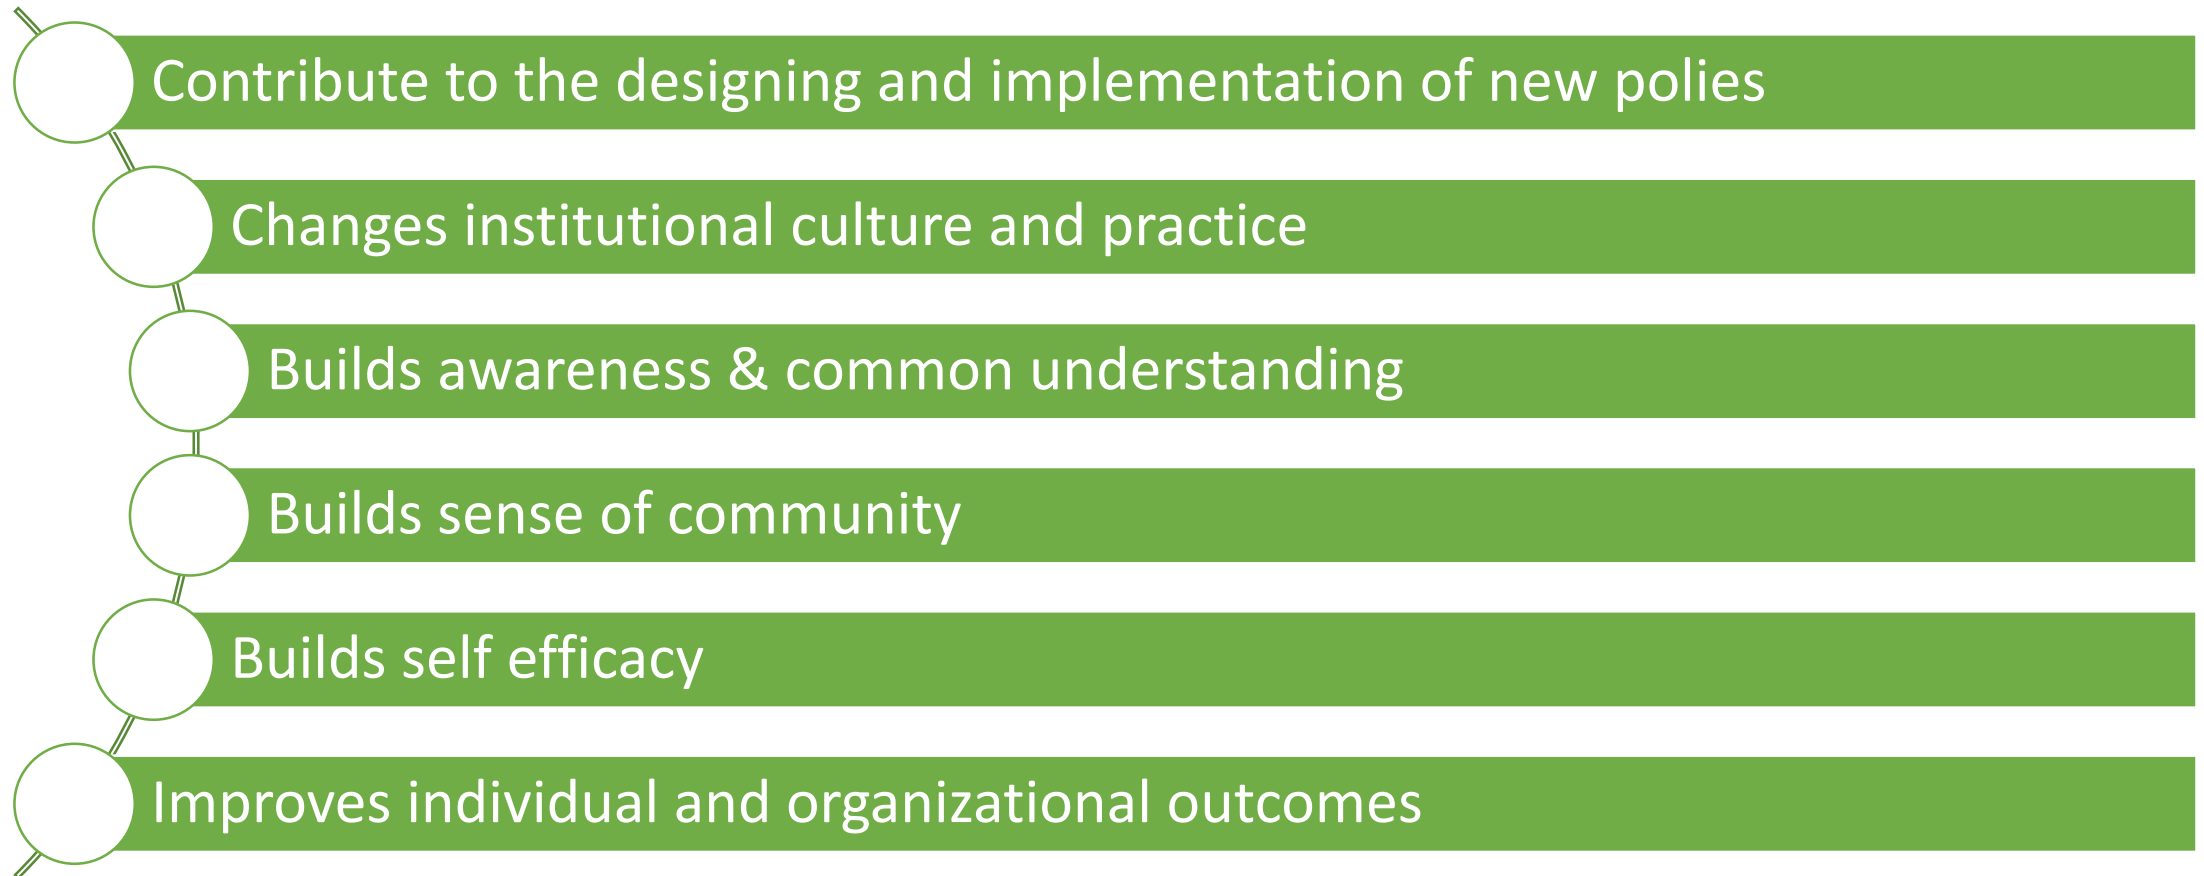 Contribute to the designing and implementation of new polies
Changes institutional culture and practice
Builds awareness & common understanding
Builds sense of community
Builds self efficacy
Improves individual and organizational outcomes